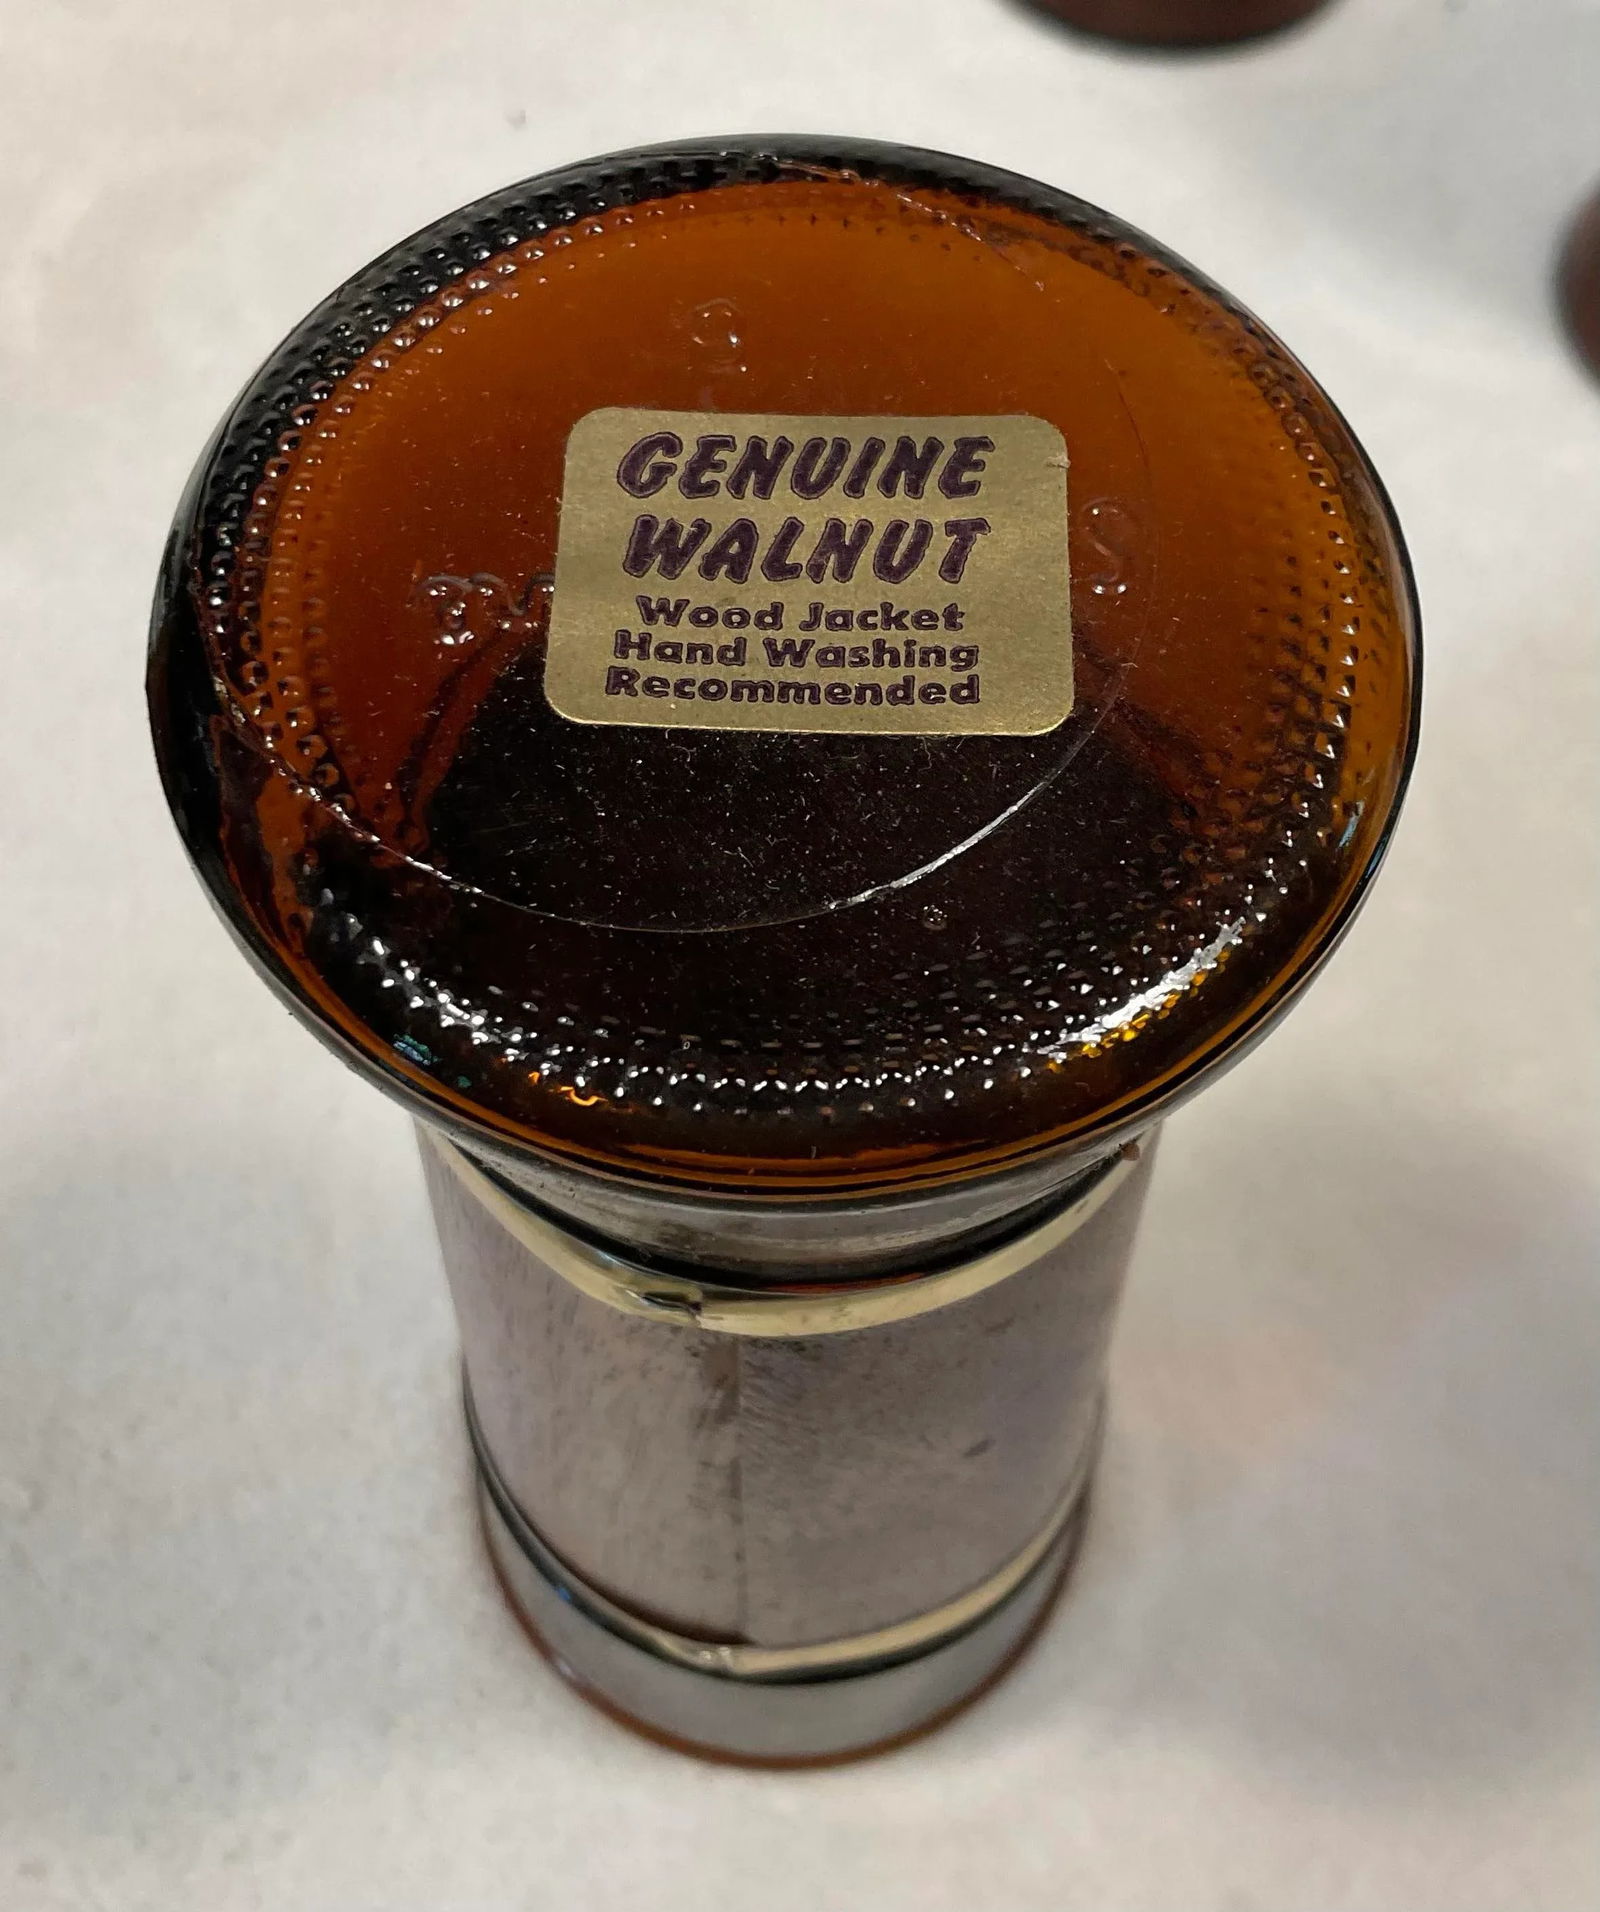 GENUINE
WALNUT
Wood Jacket
Hand Washing
Recommended